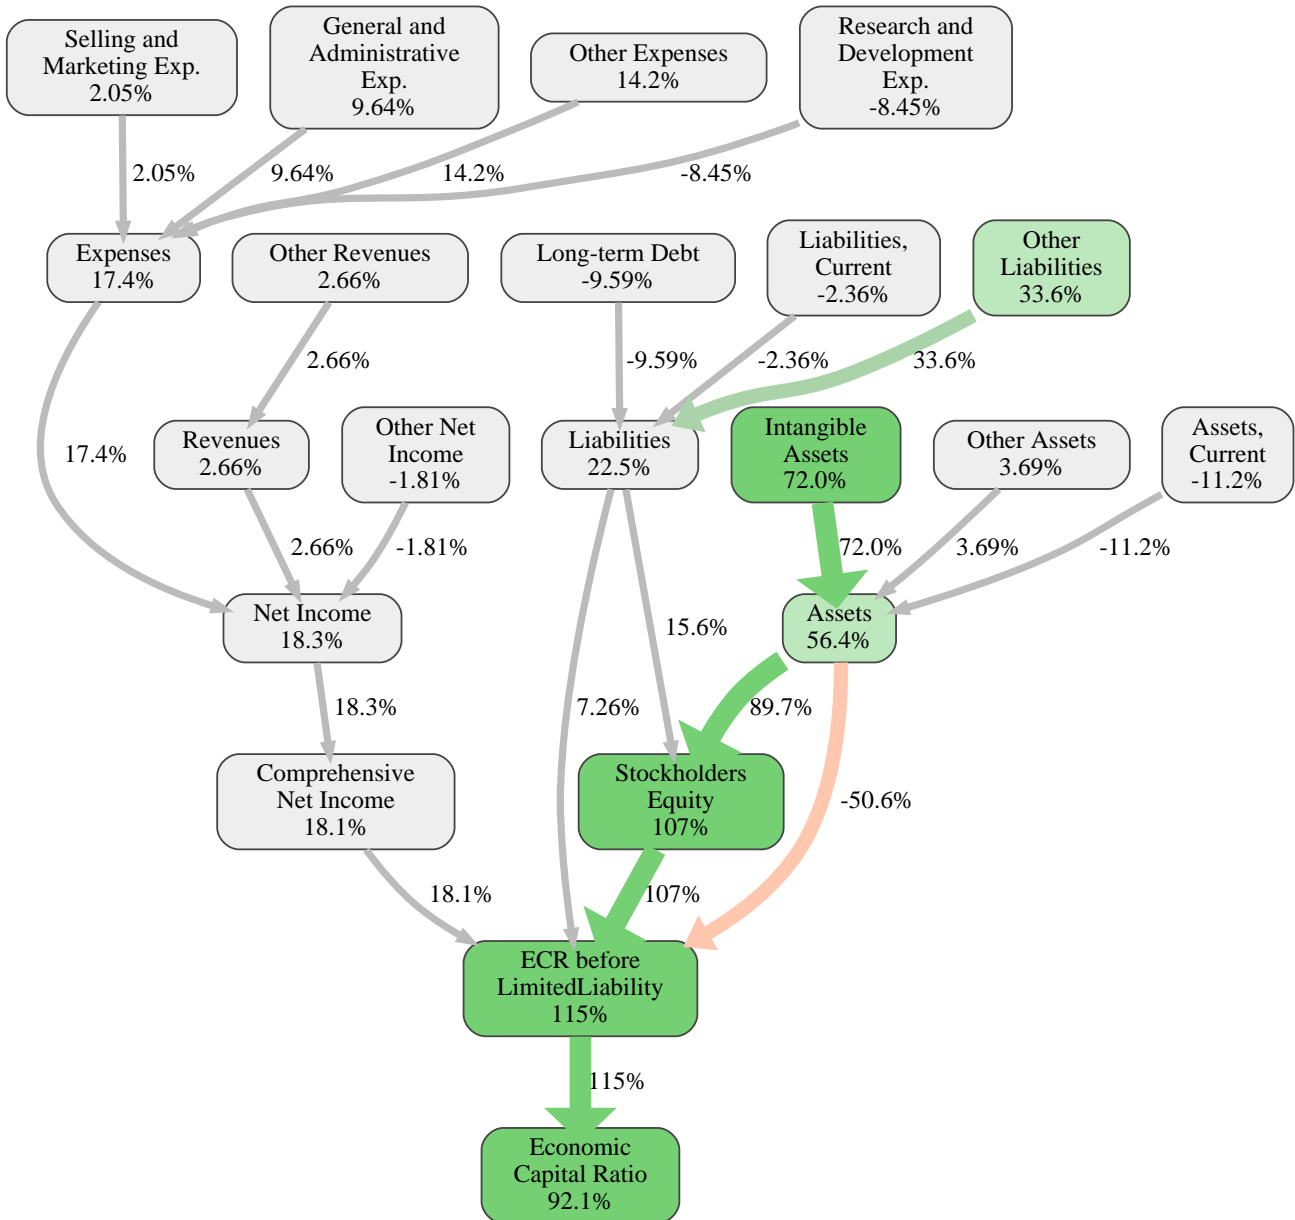 Selling and
Marketing Exp.
2.05%
General and
Administrative
Exp.
9.64%
Other Expenses
14.2%
Research and
Development
Exp.
-8.45%
2.05%
9.64%
14.2%
-8.45%
Expenses
17.4%
Other Revenues
2.66%
Long-term Debt
-9.59%
Liabilities,
Current
-2.36%
Other
Liabilities
33.6%
2.66%
-9.59%
-2.36%
33.6%
17.4%
Revenues
2.66%
Other Net
Income
-1.81%
Liabilities
22.5%
Intangible
Assets
72.0%
Other Assets
3.69%
Assets,
Current
-11.2%
2.66%
-1.81%
72.0%
3.69%
-11.2%
Net Income
18.3%
15.6%
Assets
56.4%
18.3%
7.26%
89.7%
Comprehensive
Net Income
18.1%
Stockholders
Equity
107%
-50.6%
18.1%
107%
ECR before
LimitedLiability
115%
115%
Economic
Capital Ratio
92.1%